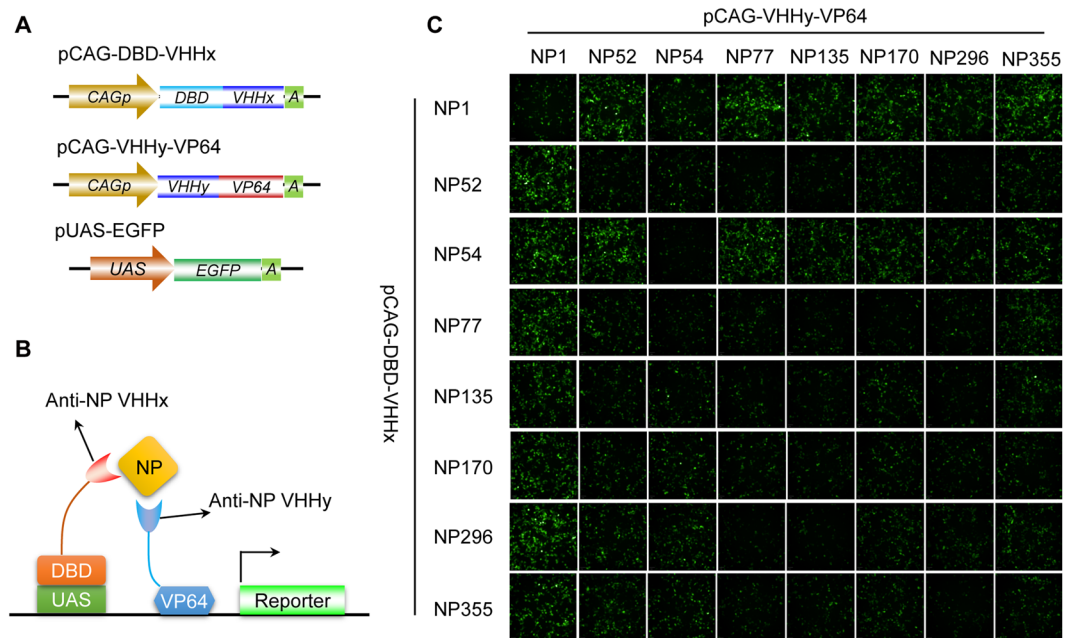 A
pCAG-DBD-VHHx
CAGp DBD VHHx A
pCAG-VHHy-VP64
CAGp VHHy VP64 A
pUAS-EGFP
UAS EGFP A
B
Anti-NP VHHx
NP
Anti-NP VHHy
DBD
UAS
VP64
Reporter
C
pCAG-VHHy-VP64
NP1 NP52 NP54 NP77 NP135 NP170 NP296 NP355
pCAG-DBD-VHHx
NP1
NP52
NP54
NP77
NP135
NP170
NP296
NP355